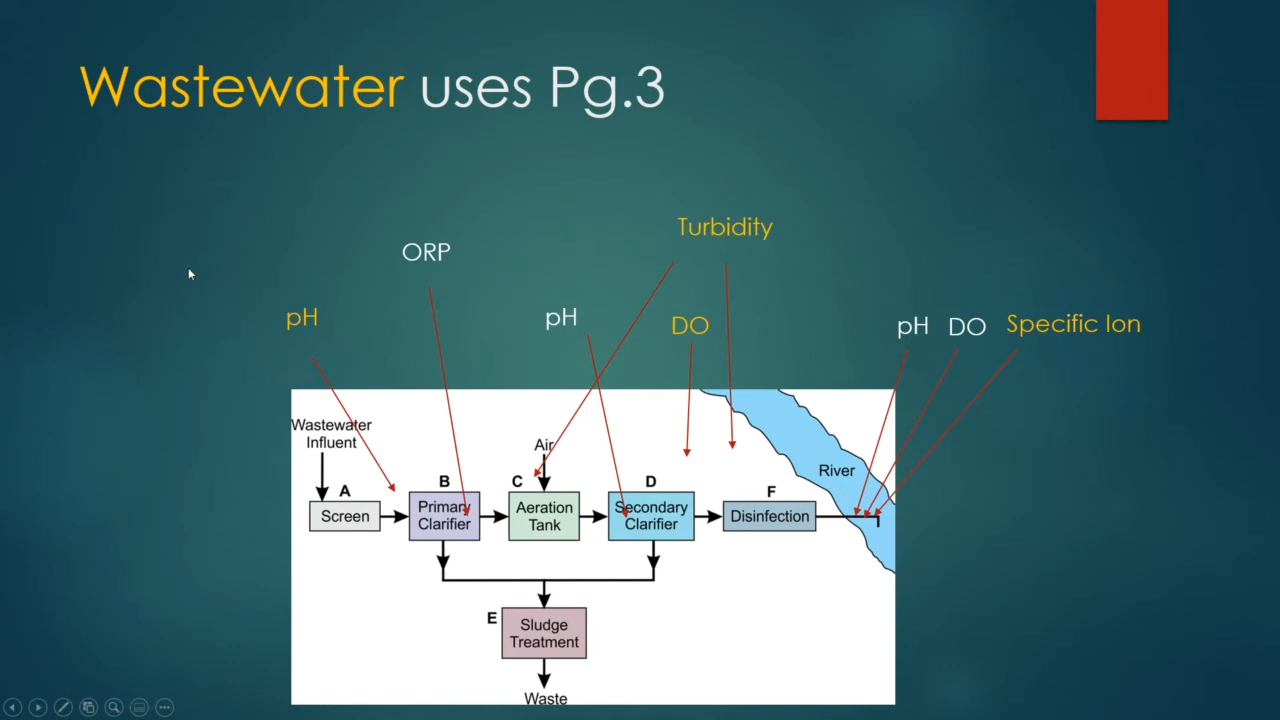 Wastewater uses Pg.3
Turbidity
ORP
pH
pH
DO
pH DO Specific Ion
Wastewater
Influent
Air
River
A
B
C
D
F
Screen
Primary
Clarifier
Aeration
Tank
Secondary
Clarifier
Disinfection
E
Sludge
Treatment
Waste